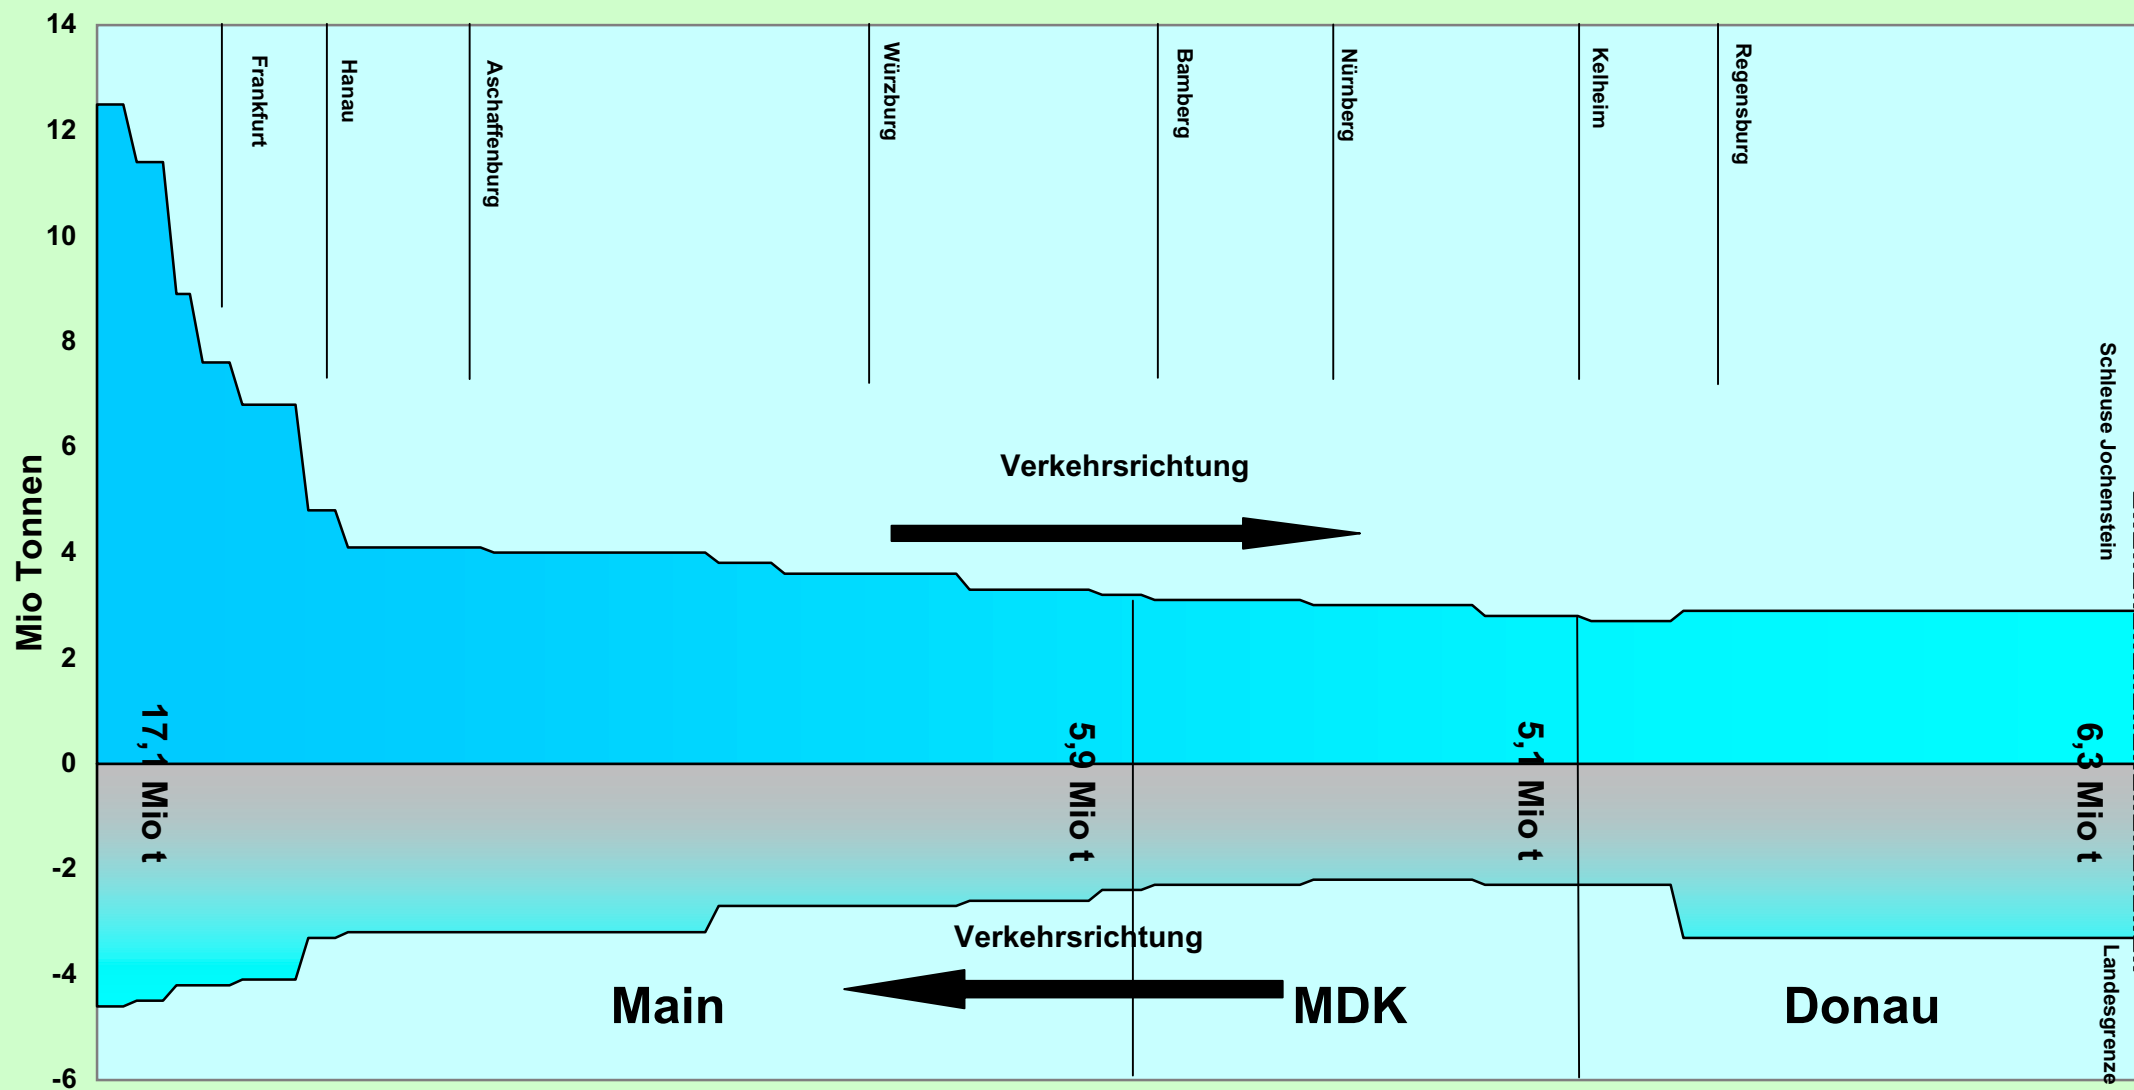 14
12
10
8
6
4
2
0
-2
-4
-6
Mio Tonnen
Frankfurt
Hanau
Aschaffenburg
Würzburg
Bamberg
Nürnberg
Kelheim
Regensburg
Schleuse Jochenstein
Verkehrsrichtung
17,1 Mio t
5,9 Mio t
5,1 Mio t
6,3 Mio t
Verkehrsrichtung
Main
MDK
Donau
Landesgrenze